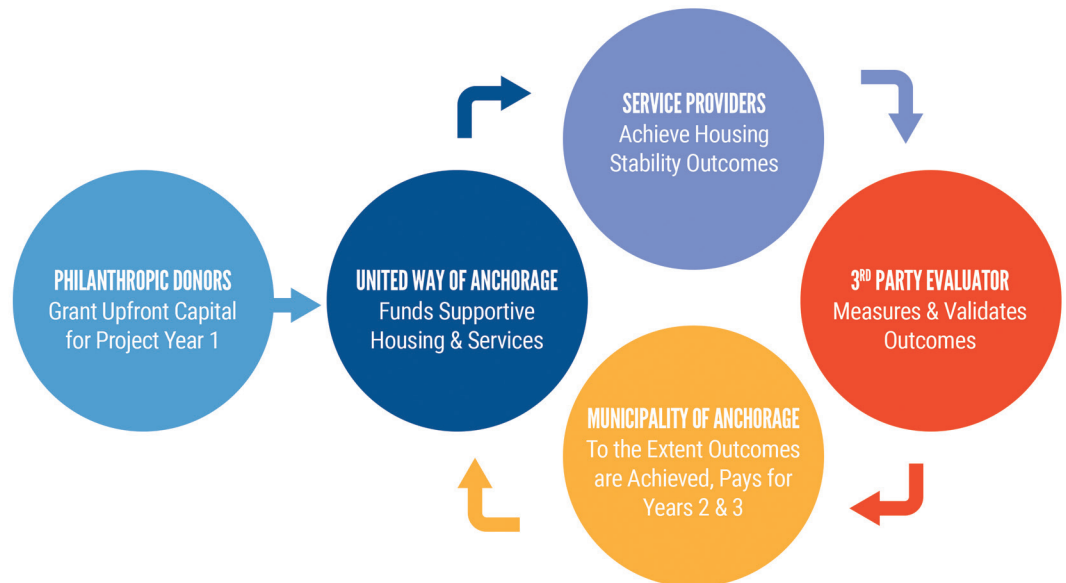 PHILANTHROPIC DONORS
Grant Upfront Capital
for Project Year 1
UNITED WAY OF ANCHORAGE
Funds Supportive
Housing & Services
SERVICE PROVIDERS
Achieve Housing
Stability Outcomes
3RD PARTY EVALUATOR
Measures & Validates
Outcomes
MUNICIPALITY OF ANCHORAGE
To the Extent Outcomes
are Achieved, Pays for
Years 2 & 3